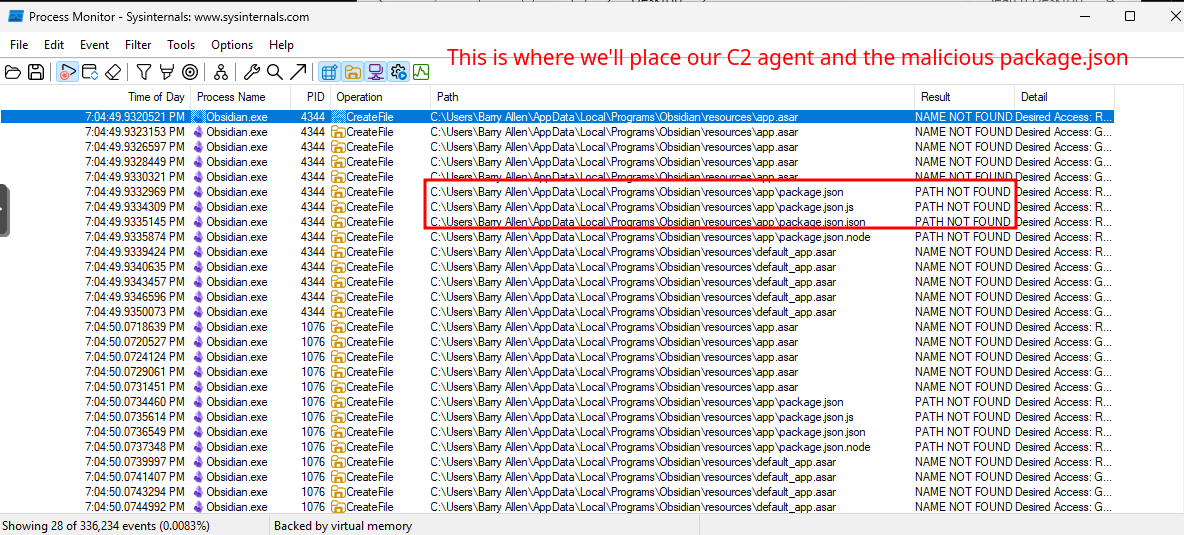 Process Monitor - Sysinternals: www.sysinternals.com
File Edit Event Filter Tools Options Help
This is where we'll place our C2 agent and the malicious package.json
Time of Day Process Name PID Operation Path Result Detail
7:04:49.9320521 PM Obsidian.exe 4344 CreateFile C:\Users\Barry Allen\AppData\Local\Programs\Obsidian\resources\app.asar NAME NOT FOUND Desired Access: R...
7:04:49.9323153 PM Obsidian.exe 4344 CreateFile C:\Users\Barry Allen\AppData\Local\Programs\Obsidian\resources\app.asar NAME NOT FOUND Desired Access: G...
7:04:49.9326597 PM Obsidian.exe 4344 CreateFile C:\Users\Barry Allen\AppData\Local\Programs\Obsidian\resources\app.asar NAME NOT FOUND Desired Access: G...
7:04:49.9328449 PM Obsidian.exe 4344 CreateFile C:\Users\Barry Allen\AppData\Local\Programs\Obsidian\resources\app.asar NAME NOT FOUND Desired Access: G...
7:04:49.9330321 PM Obsidian.exe 4344 CreateFile C:\Users\Barry Allen\AppData\Local\Programs\Obsidian\resources\app.asar NAME NOT FOUND Desired Access: G...
7:04:49.9332969 PM Obsidian.exe 4344 CreateFile C:\Users\Barry Allen\AppData\Local\Programs\Obsidian\resources\app\package.json PATH NOT FOUND Desired Access: R...
7:04:49.9334309 PM Obsidian.exe 4344 CreateFile C:\Users\Barry Allen\AppData\Local\Programs\Obsidian\resources\app\package.json.js PATH NOT FOUND Desired Access: R...
7:04:49.9335145 PM Obsidian.exe 4344 CreateFile C:\Users\Barry Allen\AppData\Local\Programs\Obsidian\resources\app\package.json.json PATH NOT FOUND Desired Access: R...
7:04:49.9335874 PM Obsidian.exe 4344 CreateFile C:\Users\Barry Allen\AppData\Local\Programs\Obsidian\resources\app\package.json.node PATH NOT FOUND Desired Access: R...
7:04:49.9339424 PM Obsidian.exe 4344 CreateFile C:\Users\Barry Allen\AppData\Local\Programs\Obsidian\resources\default_app.asar NAME NOT FOUND Desired Access: R...
7:04:49.9340635 PM Obsidian.exe 4344 CreateFile C:\Users\Barry Allen\AppData\Local\Programs\Obsidian\resources\default_app.asar NAME NOT FOUND Desired Access: G...
7:04:49.9343457 PM Obsidian.exe 4344 CreateFile C:\Users\Barry Allen\AppData\Local\Programs\Obsidian\resources\default_app.asar NAME NOT FOUND Desired Access: G...
7:04:49.9346596 PM Obsidian.exe 4344 CreateFile C:\Users\Barry Allen\AppData\Local\Programs\Obsidian\resources\default_app.asar NAME NOT FOUND Desired Access: G...
7:04:49.9350073 PM Obsidian.exe 4344 CreateFile C:\Users\Barry Allen\AppData\Local\Programs\Obsidian\resources\default_app.asar NAME NOT FOUND Desired Access: G...
7:04:50.0718639 PM Obsidian.exe 1076 CreateFile C:\Users\Barry Allen\AppData\Local\Programs\Obsidian\resources\app.asar NAME NOT FOUND Desired Access: R...
7:04:50.0720527 PM Obsidian.exe 1076 CreateFile C:\Users\Barry Allen\AppData\Local\Programs\Obsidian\resources\app.asar NAME NOT FOUND Desired Access: G...
7:04:50.0724124 PM Obsidian.exe 1076 CreateFile C:\Users\Barry Allen\AppData\Local\Programs\Obsidian\resources\app.asar NAME NOT FOUND Desired Access: G...
7:04:50.0729061 PM Obsidian.exe 1076 CreateFile C:\Users\Barry Allen\AppData\Local\Programs\Obsidian\resources\app.asar NAME NOT FOUND Desired Access: G...
7:04:50.0731451 PM Obsidian.exe 1076 CreateFile C:\Users\Barry Allen\AppData\Local\Programs\Obsidian\resources\app.asar NAME NOT FOUND Desired Access: G...
7:04:50.0734460 PM Obsidian.exe 1076 CreateFile C:\Users\Barry Allen\AppData\Local\Programs\Obsidian\resources\app\package.json PATH NOT FOUND Desired Access: R...
7:04:50.0735614 PM Obsidian.exe 1076 CreateFile C:\Users\Barry Allen\AppData\Local\Programs\Obsidian\resources\app\package.json.js PATH NOT FOUND Desired Access: R...
7:04:50.0736549 PM Obsidian.exe 1076 CreateFile C:\Users\Barry Allen\AppData\Local\Programs\Obsidian\resources\app\package.json.json PATH NOT FOUND Desired Access: R...
7:04:50.0737348 PM Obsidian.exe 1076 CreateFile C:\Users\Barry Allen\AppData\Local\Programs\Obsidian\resources\app\package.json.node PATH NOT FOUND Desired Access: R...
7:04:50.0739997 PM Obsidian.exe 1076 CreateFile C:\Users\Barry Allen\AppData\Local\Programs\Obsidian\resources\default_app.asar NAME NOT FOUND Desired Access: R...
7:04:50.0741407 PM Obsidian.exe 1076 CreateFile C:\Users\Barry Allen\AppData\Local\Programs\Obsidian\resources\default_app.asar NAME NOT FOUND Desired Access: G...
7:04:50.0743294 PM Obsidian.exe 1076 CreateFile C:\Users\Barry Allen\AppData\Local\Programs\Obsidian\resources\default_app.asar NAME NOT FOUND Desired Access: G...
7:04:50.0744992 PM Obsidian.exe 1076 CreateFile C:\Users\Barry Allen\AppData\Local\Programs\Obsidian\resources\default_app.asar NAME NOT FOUND Desired Access: G...
Showing 28 of 336,234 events (0.0083%) Backed by virtual memory